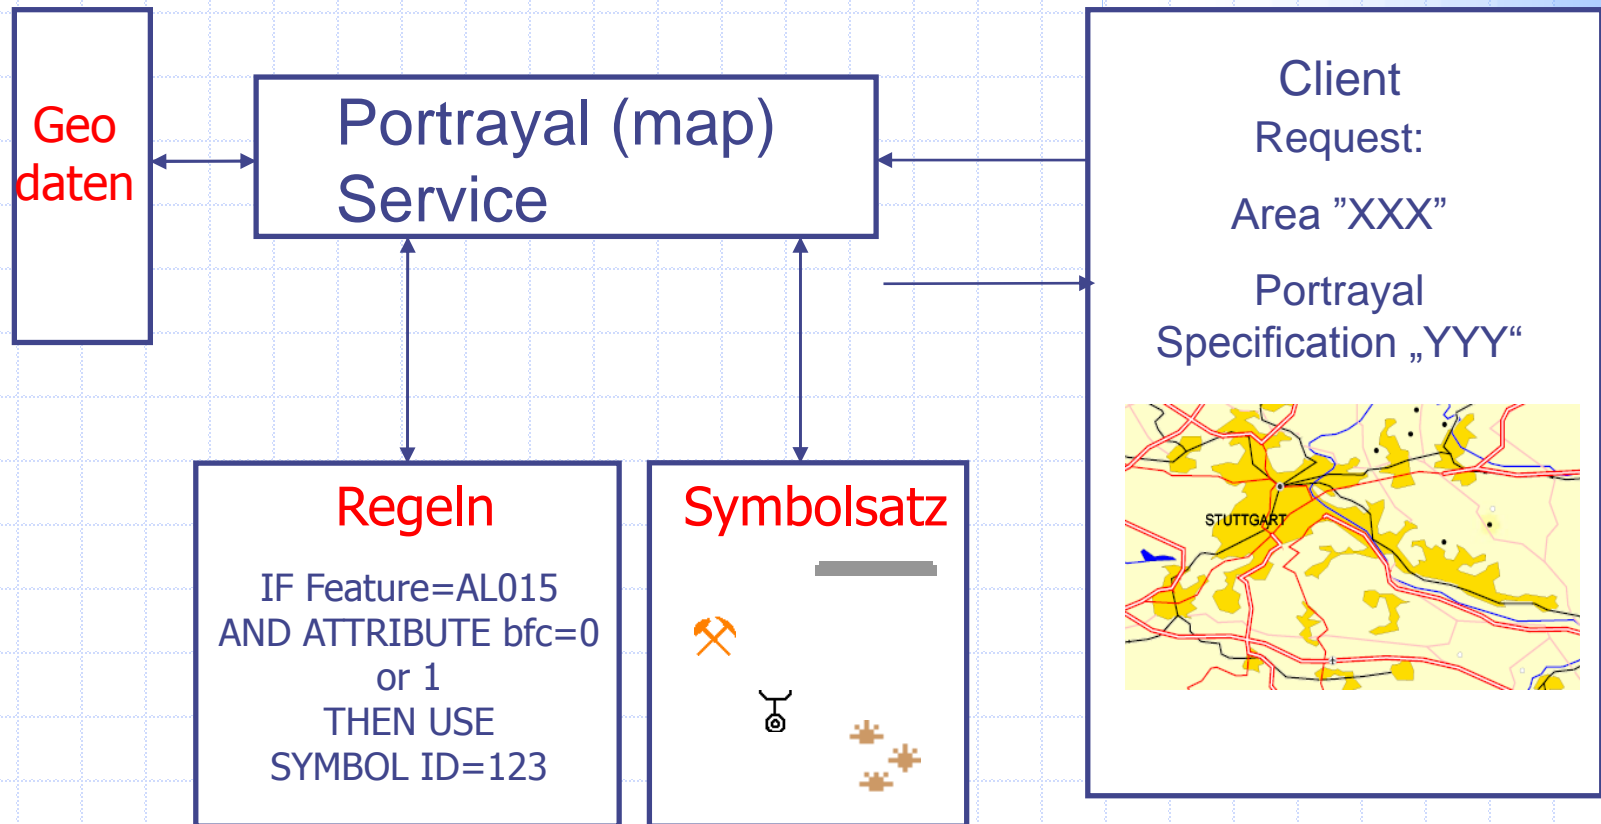 Geo
daten
Portrayal (map)
Service
Client
Request:
Area ”XXX”
Portrayal
Specification „YYY“
STUTTGART
Regeln
IF Feature=AL015
AND ATTRIBUTE bfc=0
or 1
THEN USE
SYMBOL ID=123
Symbolsatz